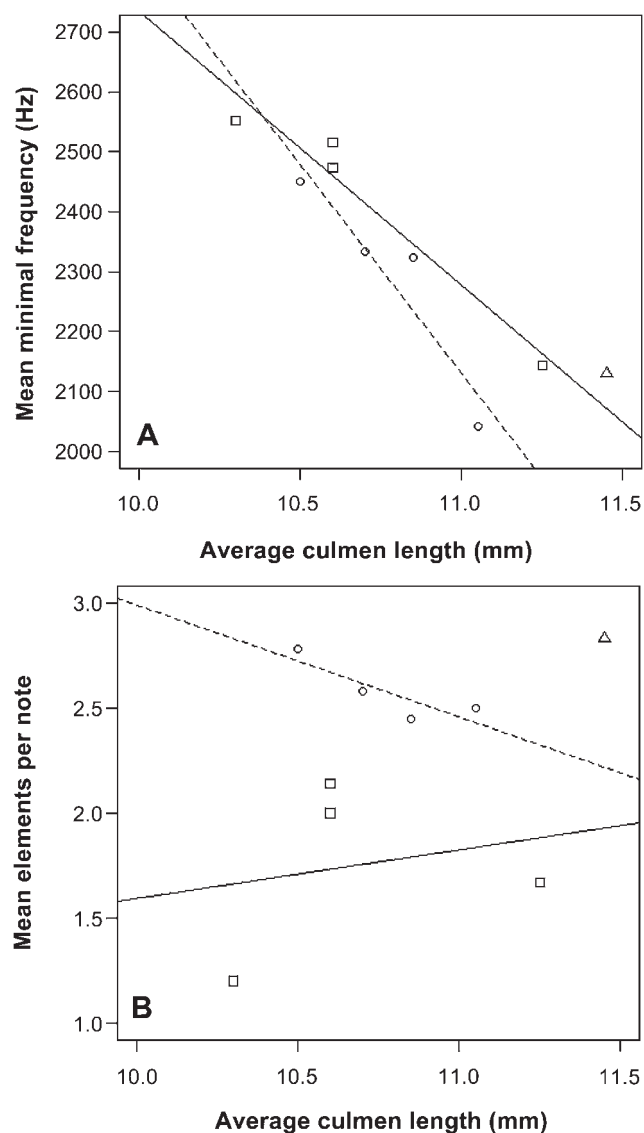 2700
2600
2500
2400
2300
2200
2100
2000
Mean minimal frequency (Hz)
A
10.0 10.5 11.0 11.5
Average culmen length (mm)
3.0
2.5
2.0
1.5
1.0
Mean elements per note
B
10.0 10.5 11.0 11.5
Average culmen length (mm)